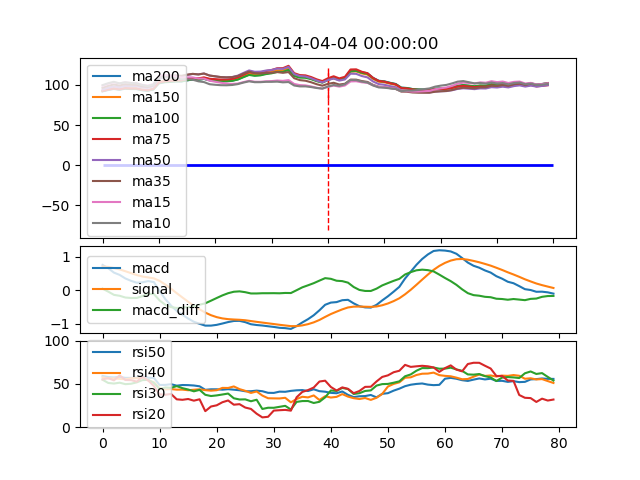 COG 2014-04-04 00:00:00
100
50
0
−50
ma200
ma150
ma100
ma75
ma50
ma35
ma15
ma10
1
0
−1
macd
signal
macd_diff
100
50
0
rsi50
rsi40
rsi30
rsi20
0 10 20 30 40 50 60 70 80